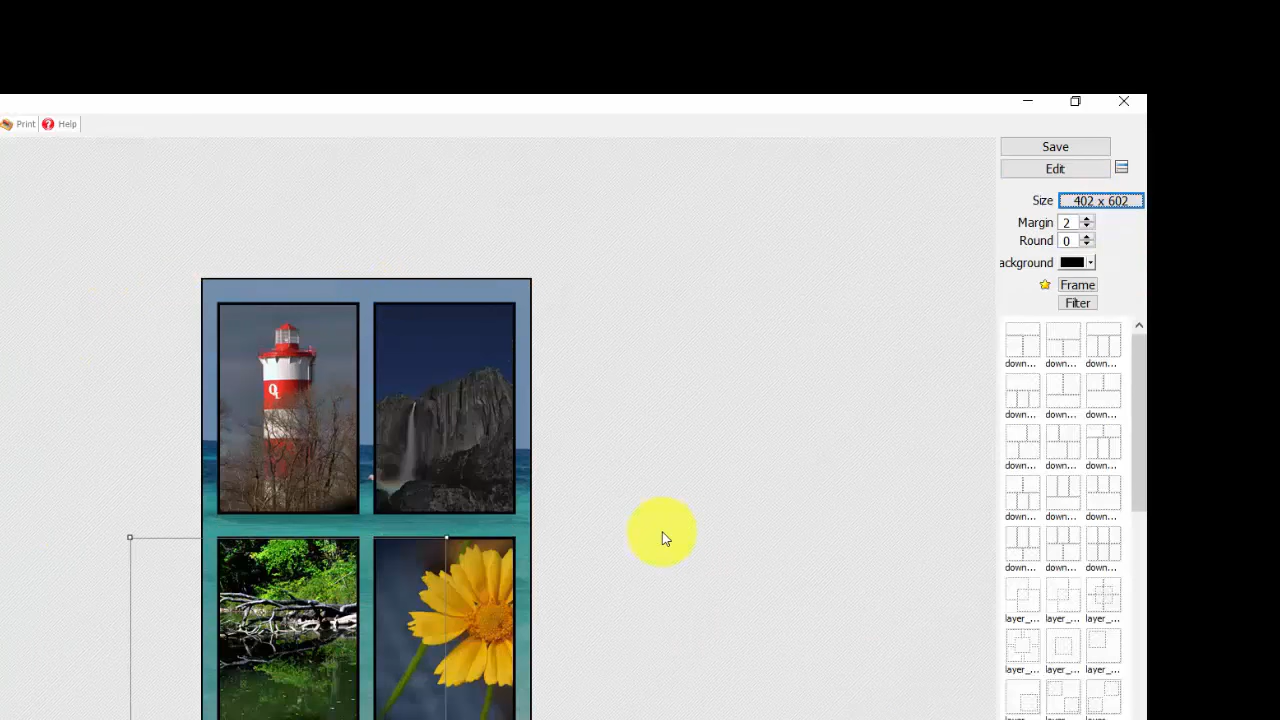 Print Help
Save
Edit
Size 402 x 602
Margin 2
Round 0
ackground
Frame
Filter
down... down... down...
down... down... down...
down... down... down...
down... down... down...
down... down... down...
layer_... layer_... layer_...
layer_... layer_... layer_...